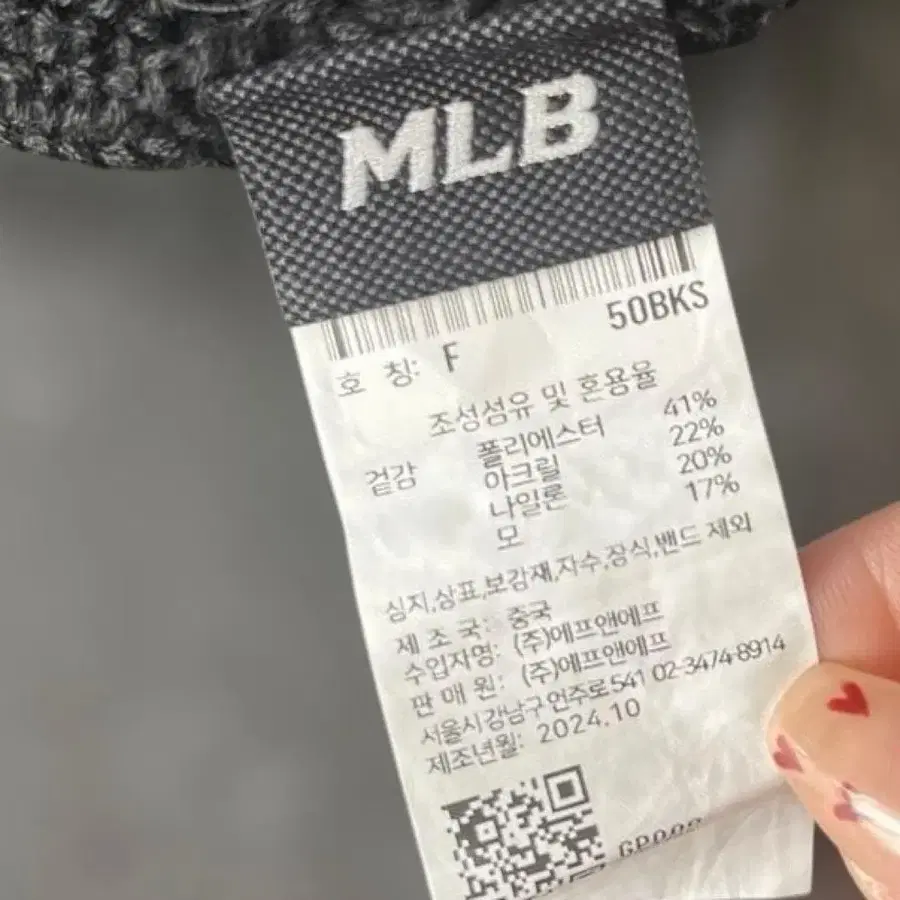 MLB
50BKS
호 칭: F
조성섬유 및 혼용율
겉감 폴리에스터 41%
아크릴 22%
나일론 20%
모 17%
심지,상표,보강재,자수,장식,밴드 제외
제 조 국: 중국
수입자명: (주)에프앤에프
판 매 원: (주)에프앤에프
서울시 강남구 언주로 541 02-3474-8914
제조년월: 2024.10